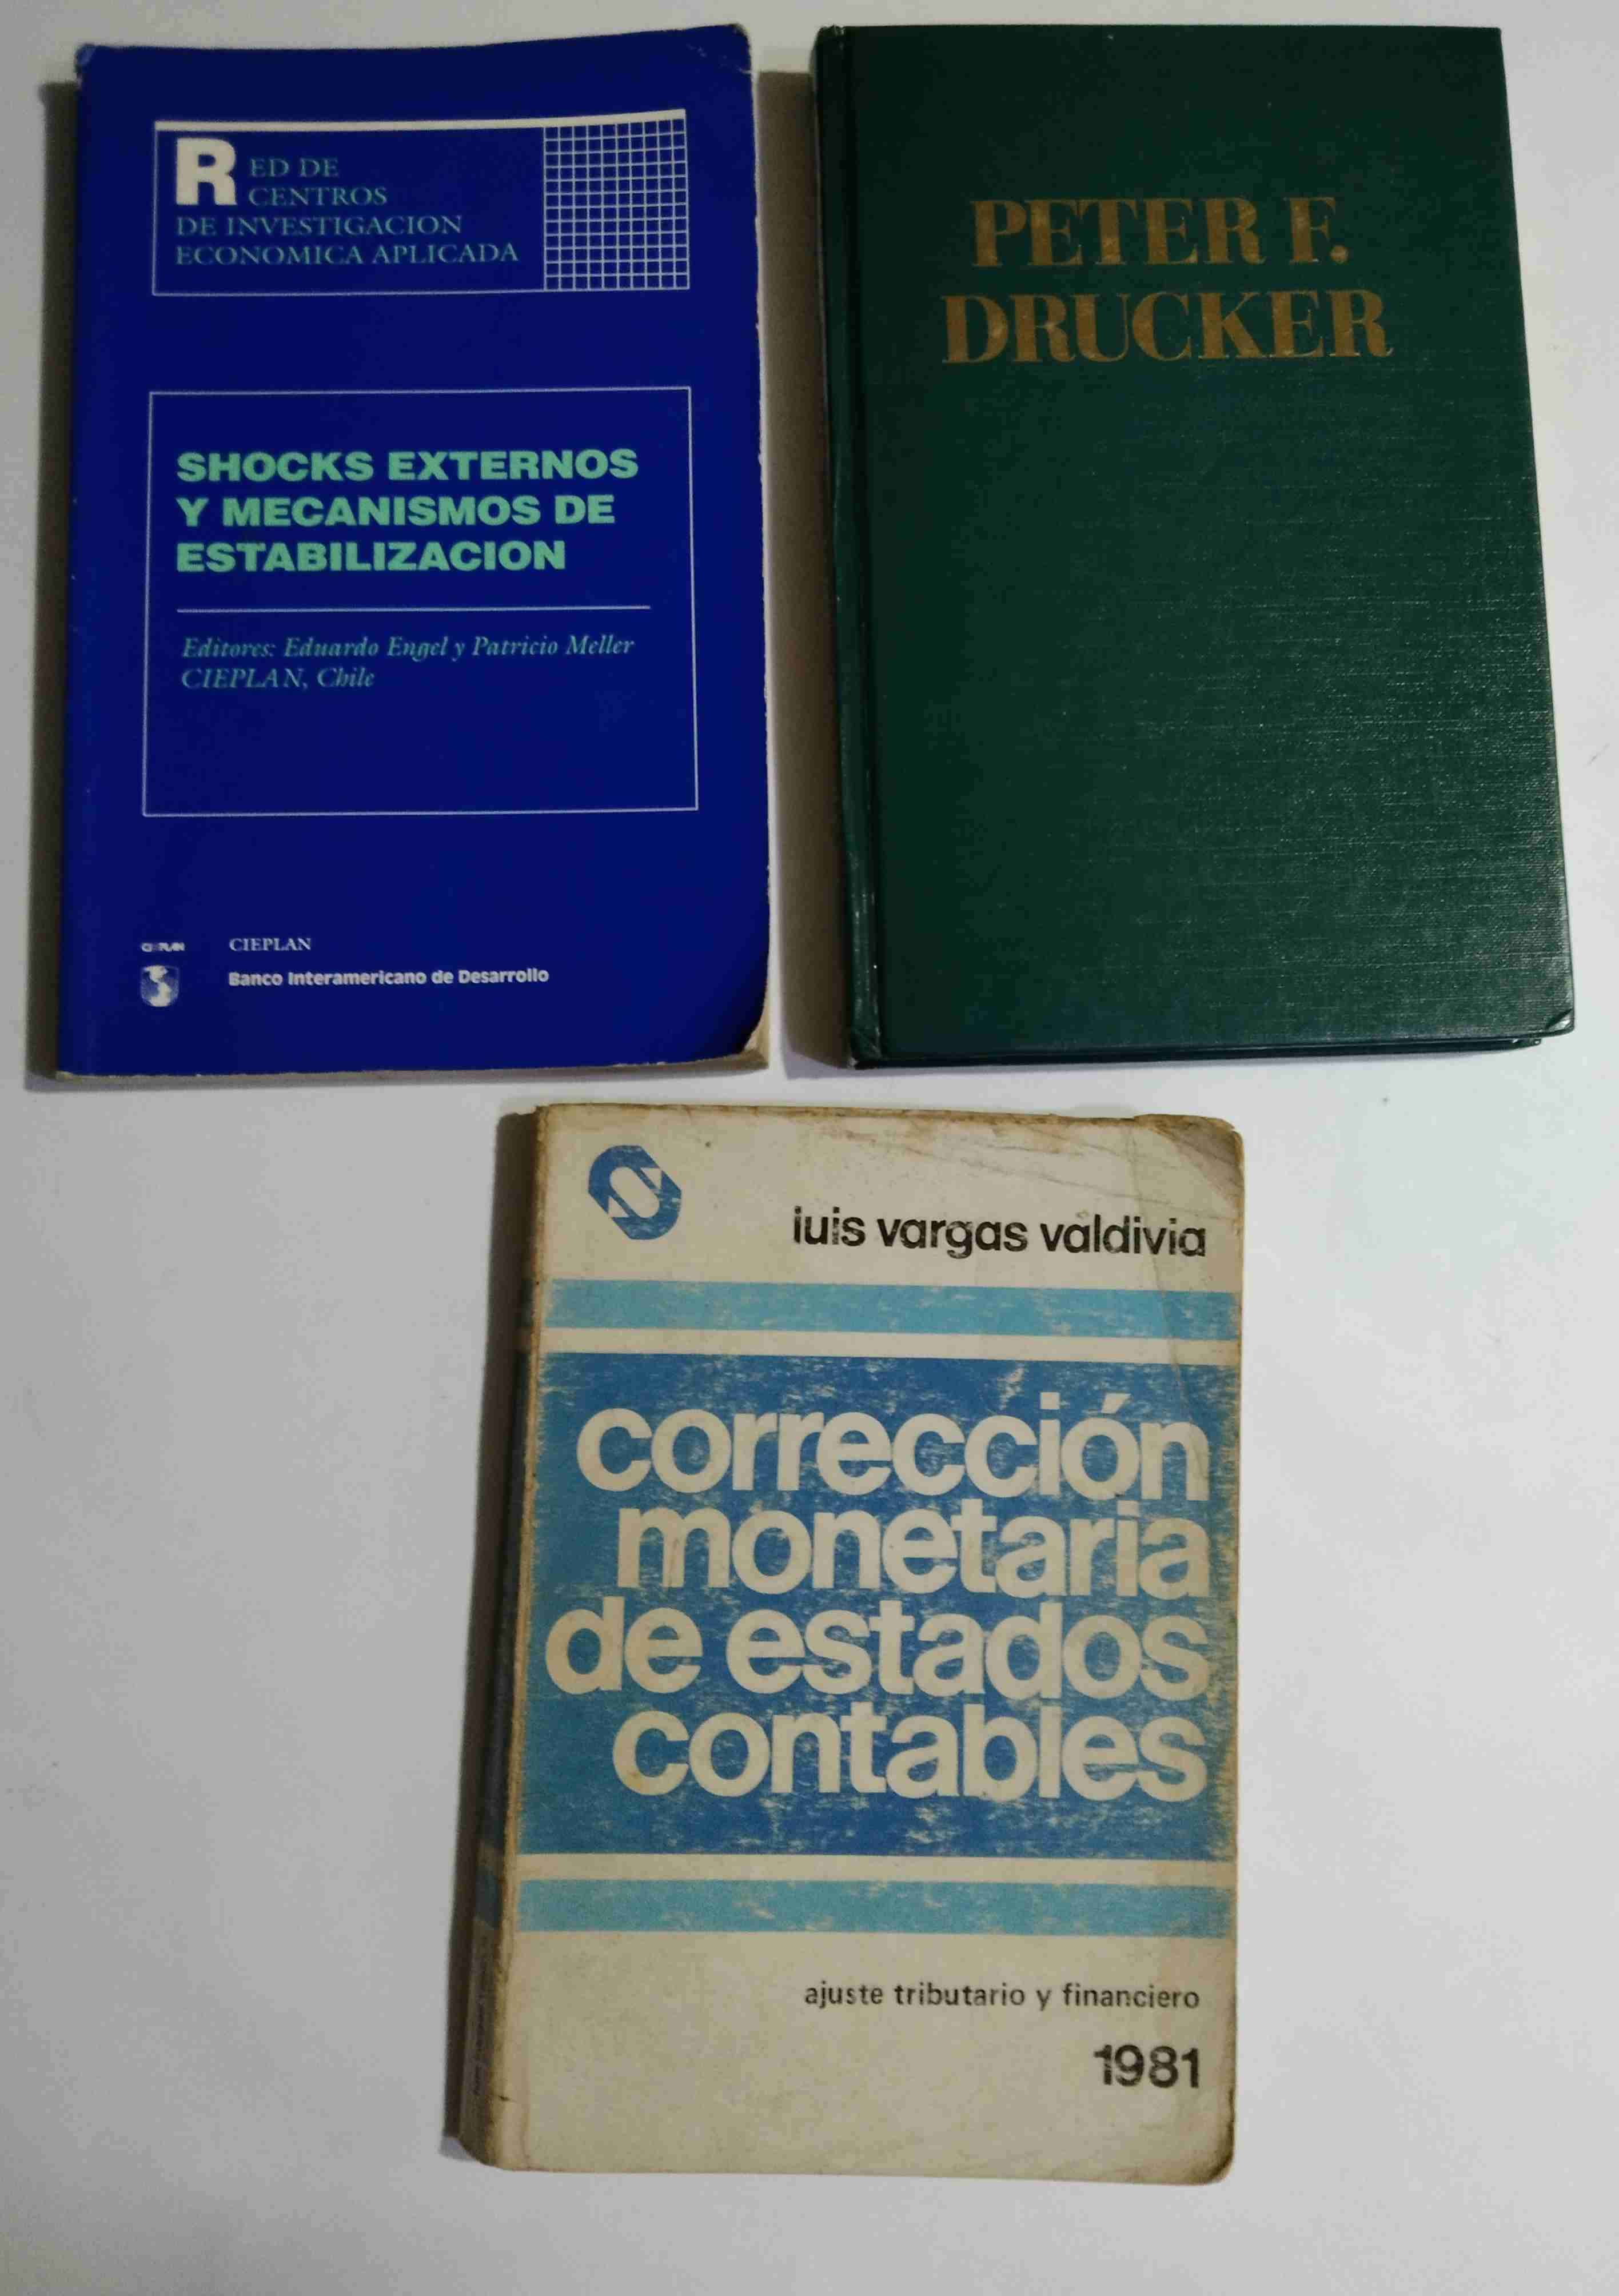 RED DE
CENTROS
DE INVESTIGACION
ECONOMICA APLICADA
SHOCKS EXTERNOS
Y MECANISMOS DE
ESTABILIZACION
Editores: Eduardo Engel y Patricio Meller
CIEPLAN, Chile
CIEPLAN
CIEPLAN
Banco Interamericano de Desarrollo
PETER F.
DRUCKER
luis vargas valdivia
corrección
monetaria
de estados
contables
ajuste tributario y financiero
1981